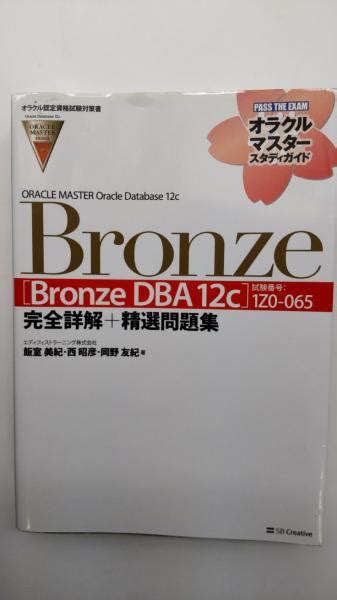 オラクル認定資格試験対策書
Oracle Database 12c
ORACLE
MASTER
PASS THE EXAM
オラクル
マスター
スタディガイド
ORACLE MASTER Oracle Database 12c
Bronze
[Bronze DBA 12c] 試験番号: 1Z0-065
完全詳解+精選問題集
エディフィストラーニング株式会社
飯室 美紀・西 昭彦・岡野 友紀 著
SB Creative